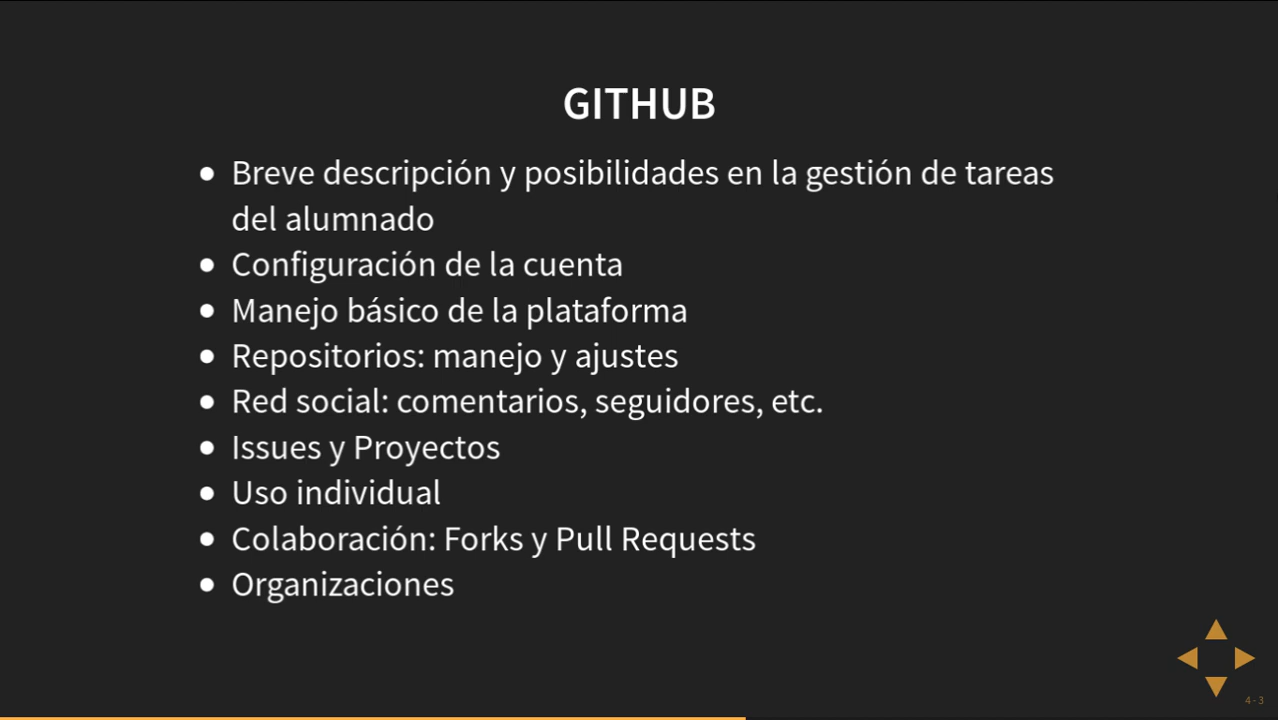 GITHUB
Breve descripción y posibilidades en la gestión de tareas
del alumnado
Configuración de la cuenta
Manejo básico de la plataforma
Repositorios: manejo y ajustes
Red social: comentarios, seguidores, etc.
Issues y Proyectos
Uso individual
Colaboración: Forks y Pull Requests
Organizaciones
4 - 3